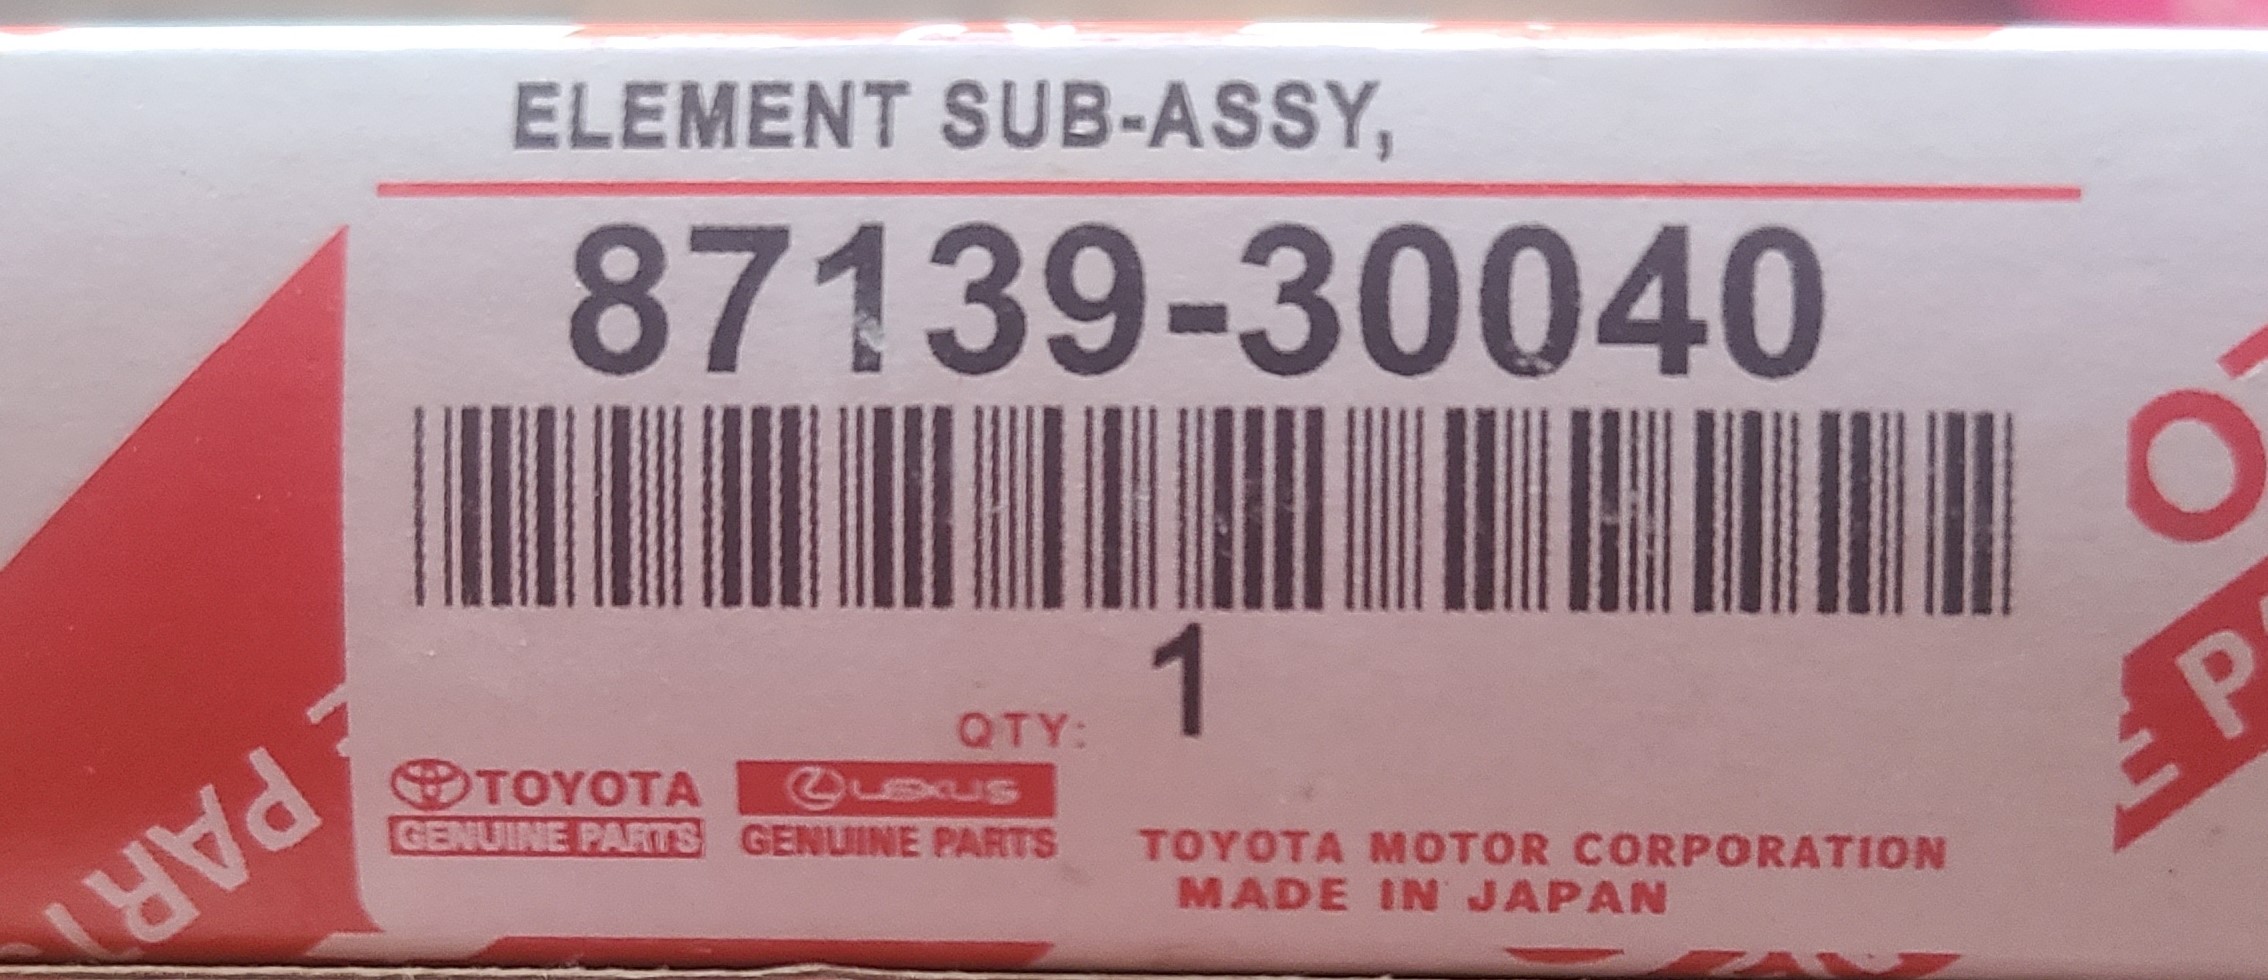 ELEMENT SUB-ASSY,
87139-30040
1
QTY:
TOYOTA
GENUINE PARTS
LEXUS
GENUINE PARTS
TOYOTA MOTOR CORPORATION
MADE IN JAPAN